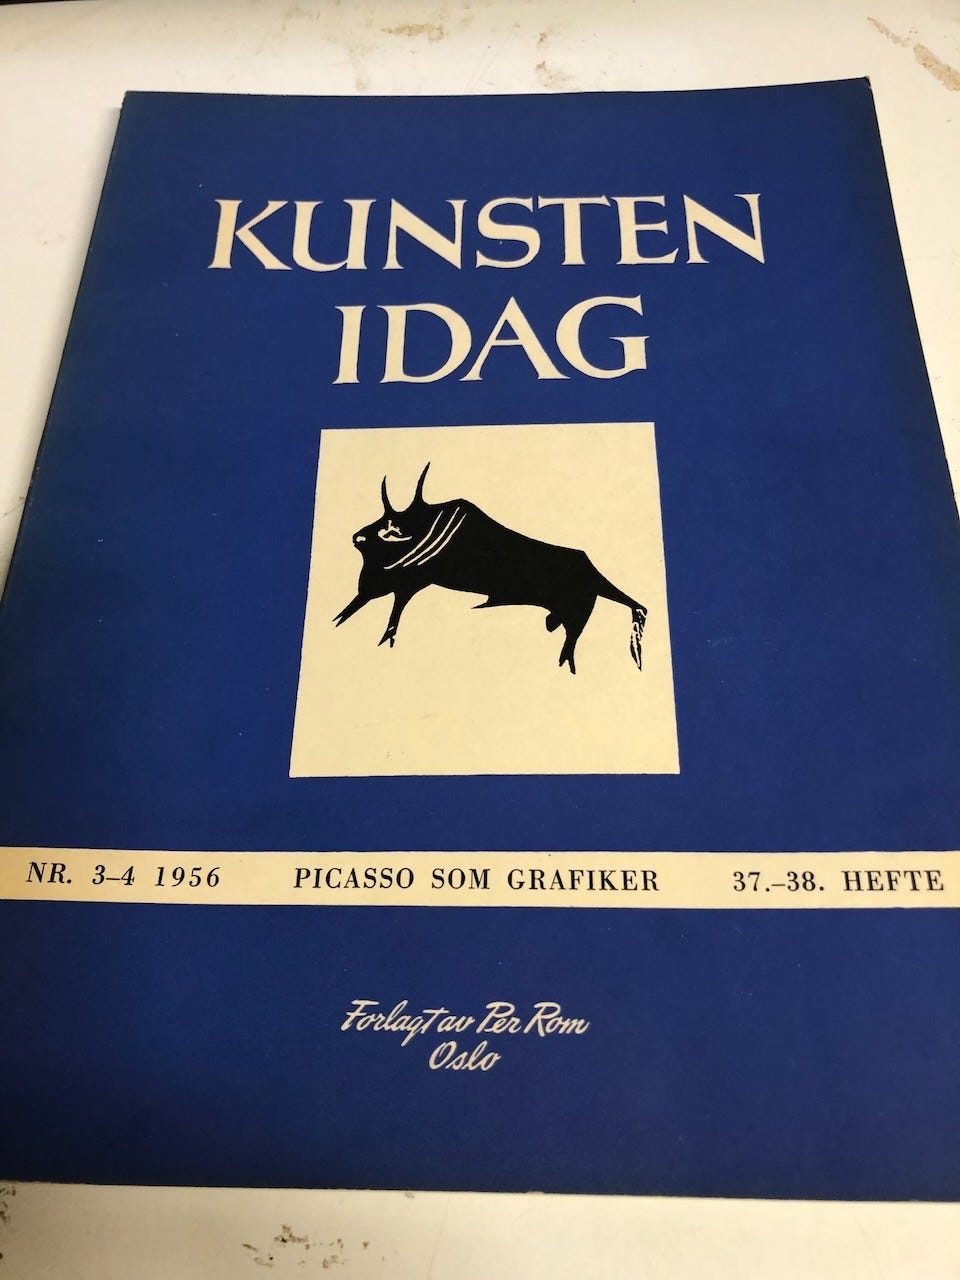 KUNSTEN
IDAG
NR. 3–4 1956 PICASSO SOM GRAFIKER 37.–38. HEFTE
Forlagt av Per Rom
Oslo